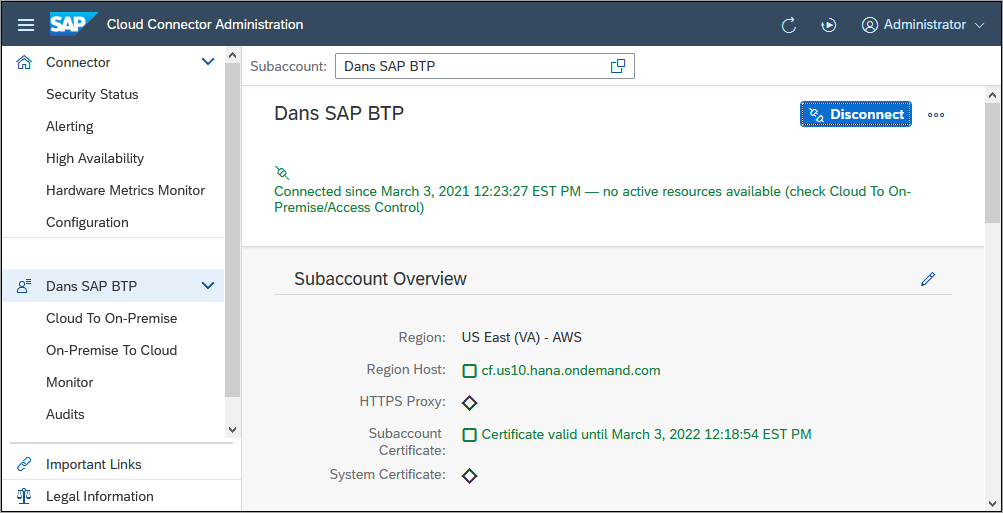 SAP Cloud Connector Administration Administrator
Connector
Security Status
Alerting
High Availability
Hardware Metrics Monitor
Configuration
Dans SAP BTP
Cloud To On-Premise
On-Premise To Cloud
Monitor
Audits
Important Links
Legal Information
Subaccount: Dans SAP BTP
Dans SAP BTP
Disconnect
Connected since March 3, 2021 12:23:27 EST PM — no active resources available (check Cloud To On-
Premise/Access Control)
Subaccount Overview
Region: US East (VA) - AWS
Region Host: cf.us10.hana.ondemand.com
HTTPS Proxy:
Subaccount Certificate valid until March 3, 2022 12:18:54 EST PM
Certificate:
System Certificate: